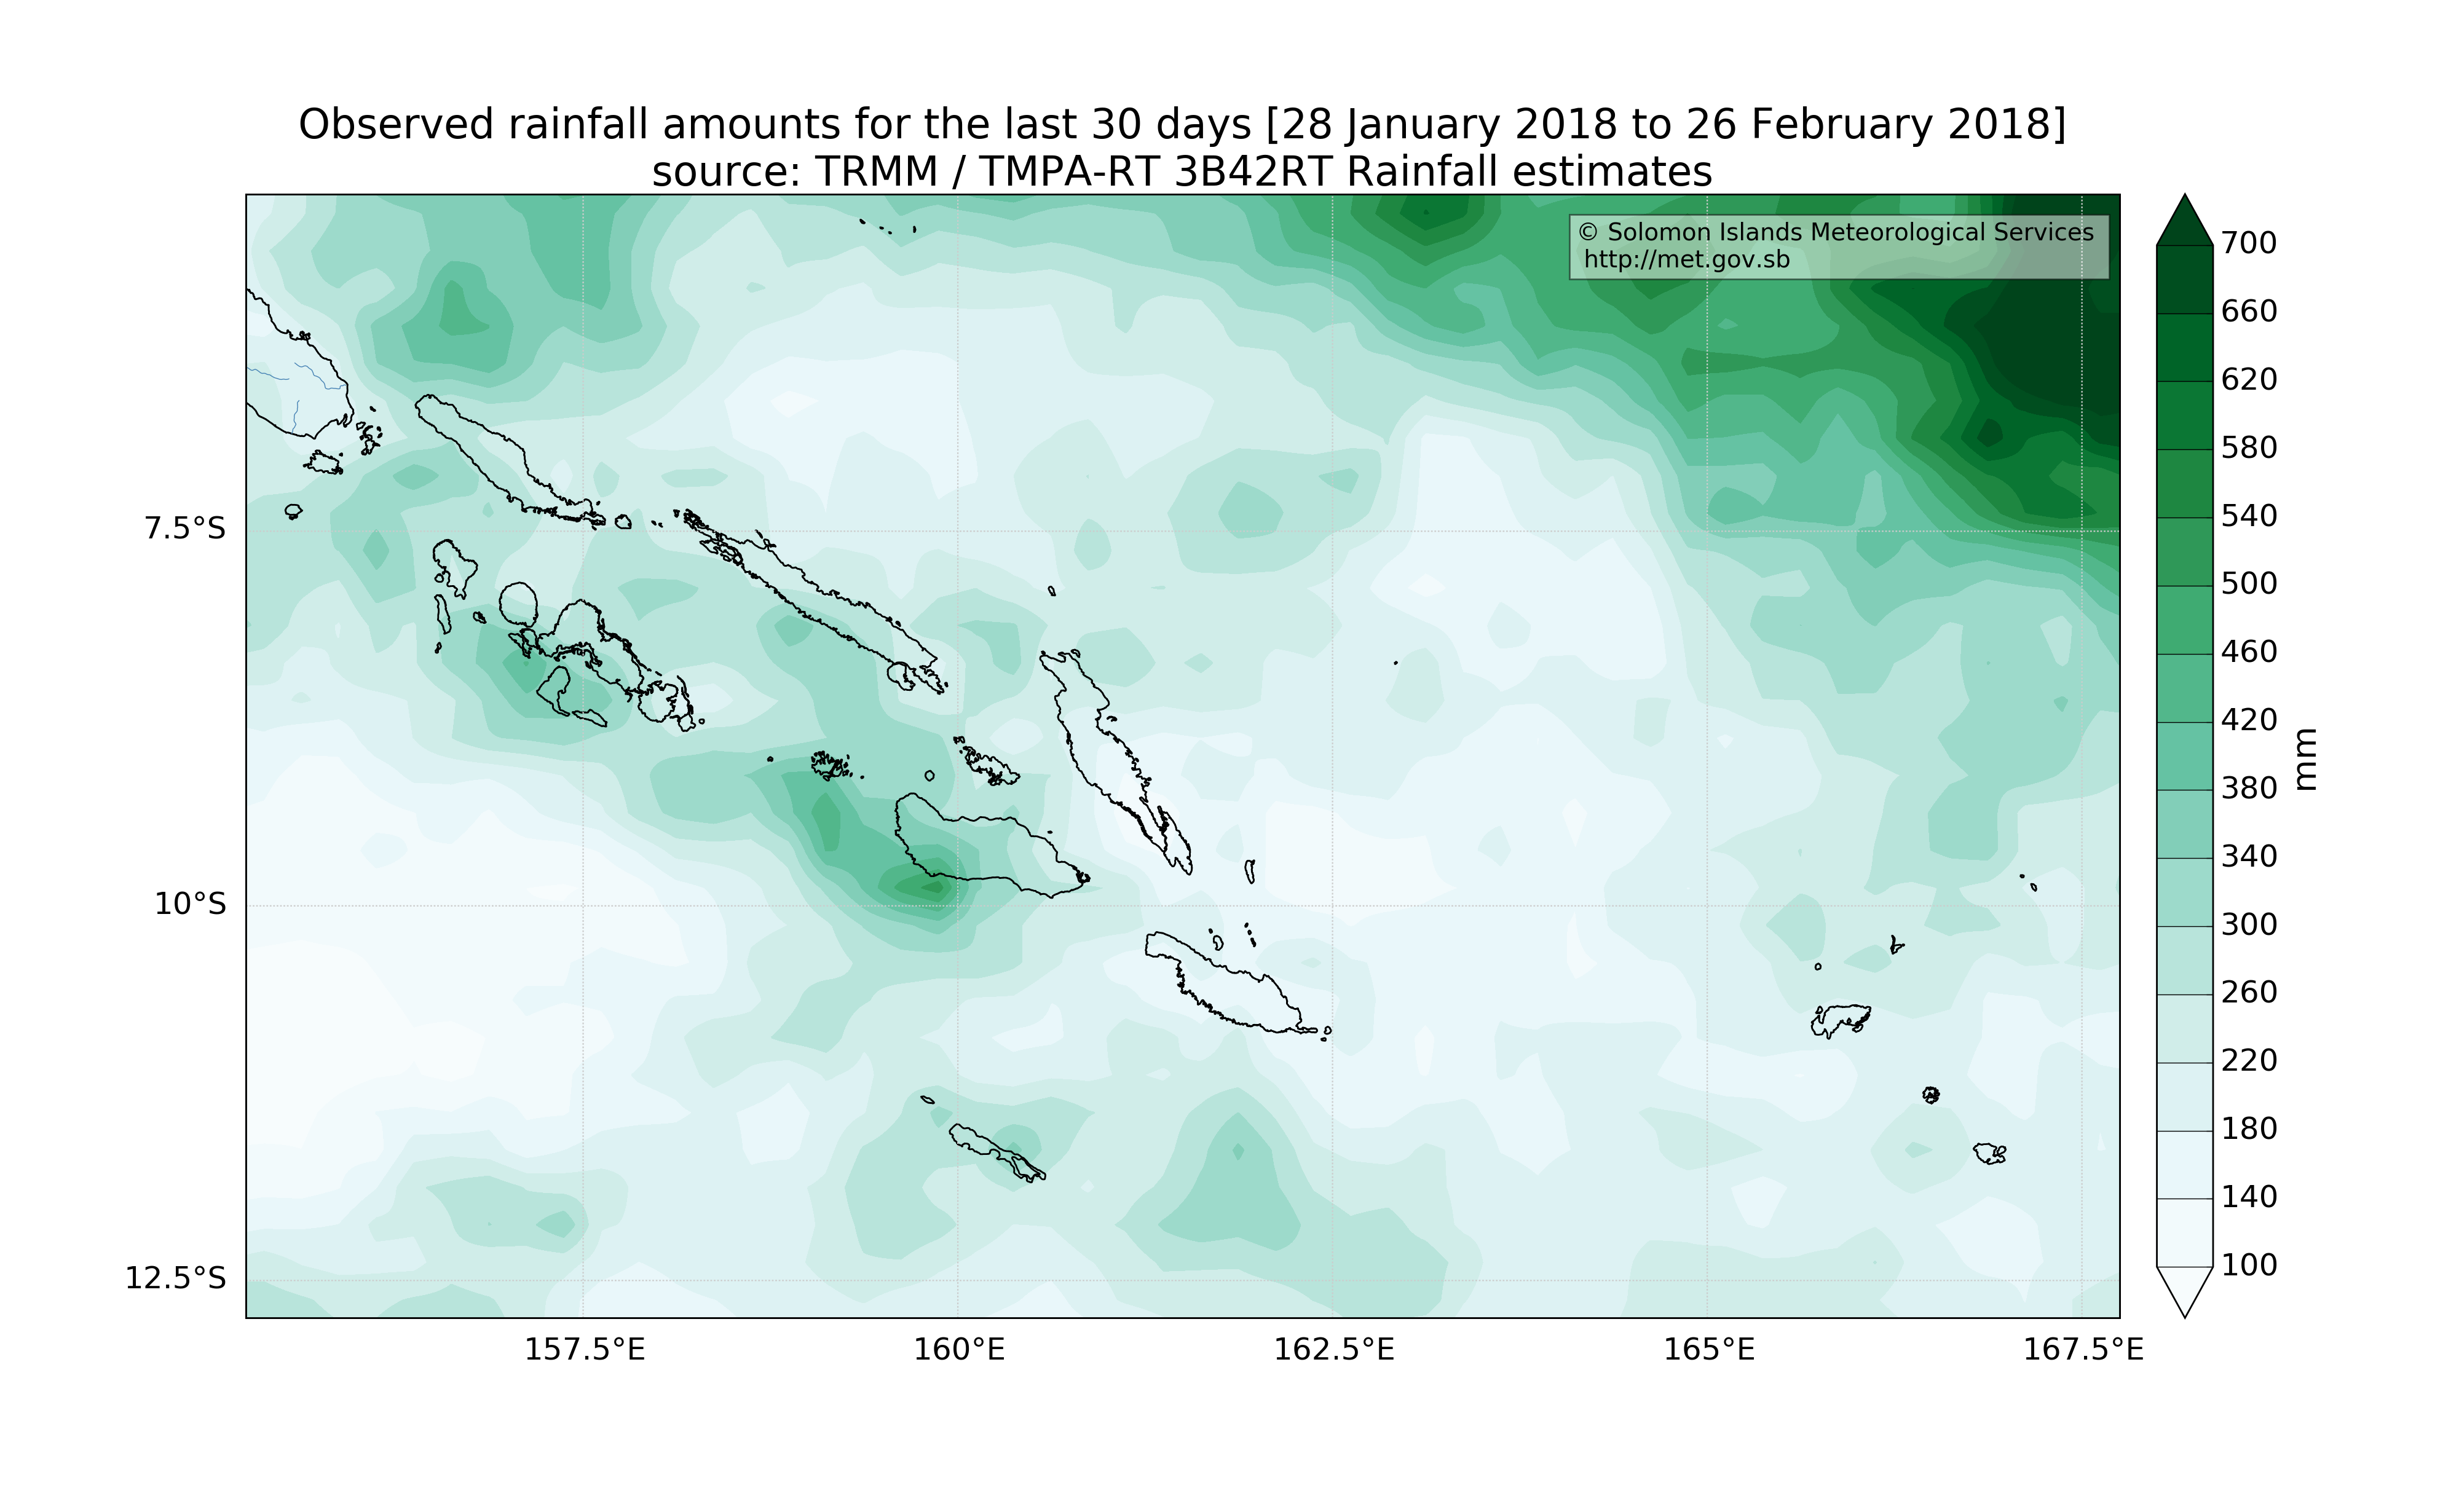 Observed rainfall amounts for the last 30 days [28 January 2018 to 26 February 2018]
source: TRMM / TMPA-RT 3B42RT Rainfall estimates
© Solomon Islands Meteorological Services
http://met.gov.sb
7.5°S
10°S
12.5°S
157.5°E
160°E
162.5°E
165°E
167.5°E
700
660
620
580
540
500
460
420
380
340
300
260
220
180
140
100
mm